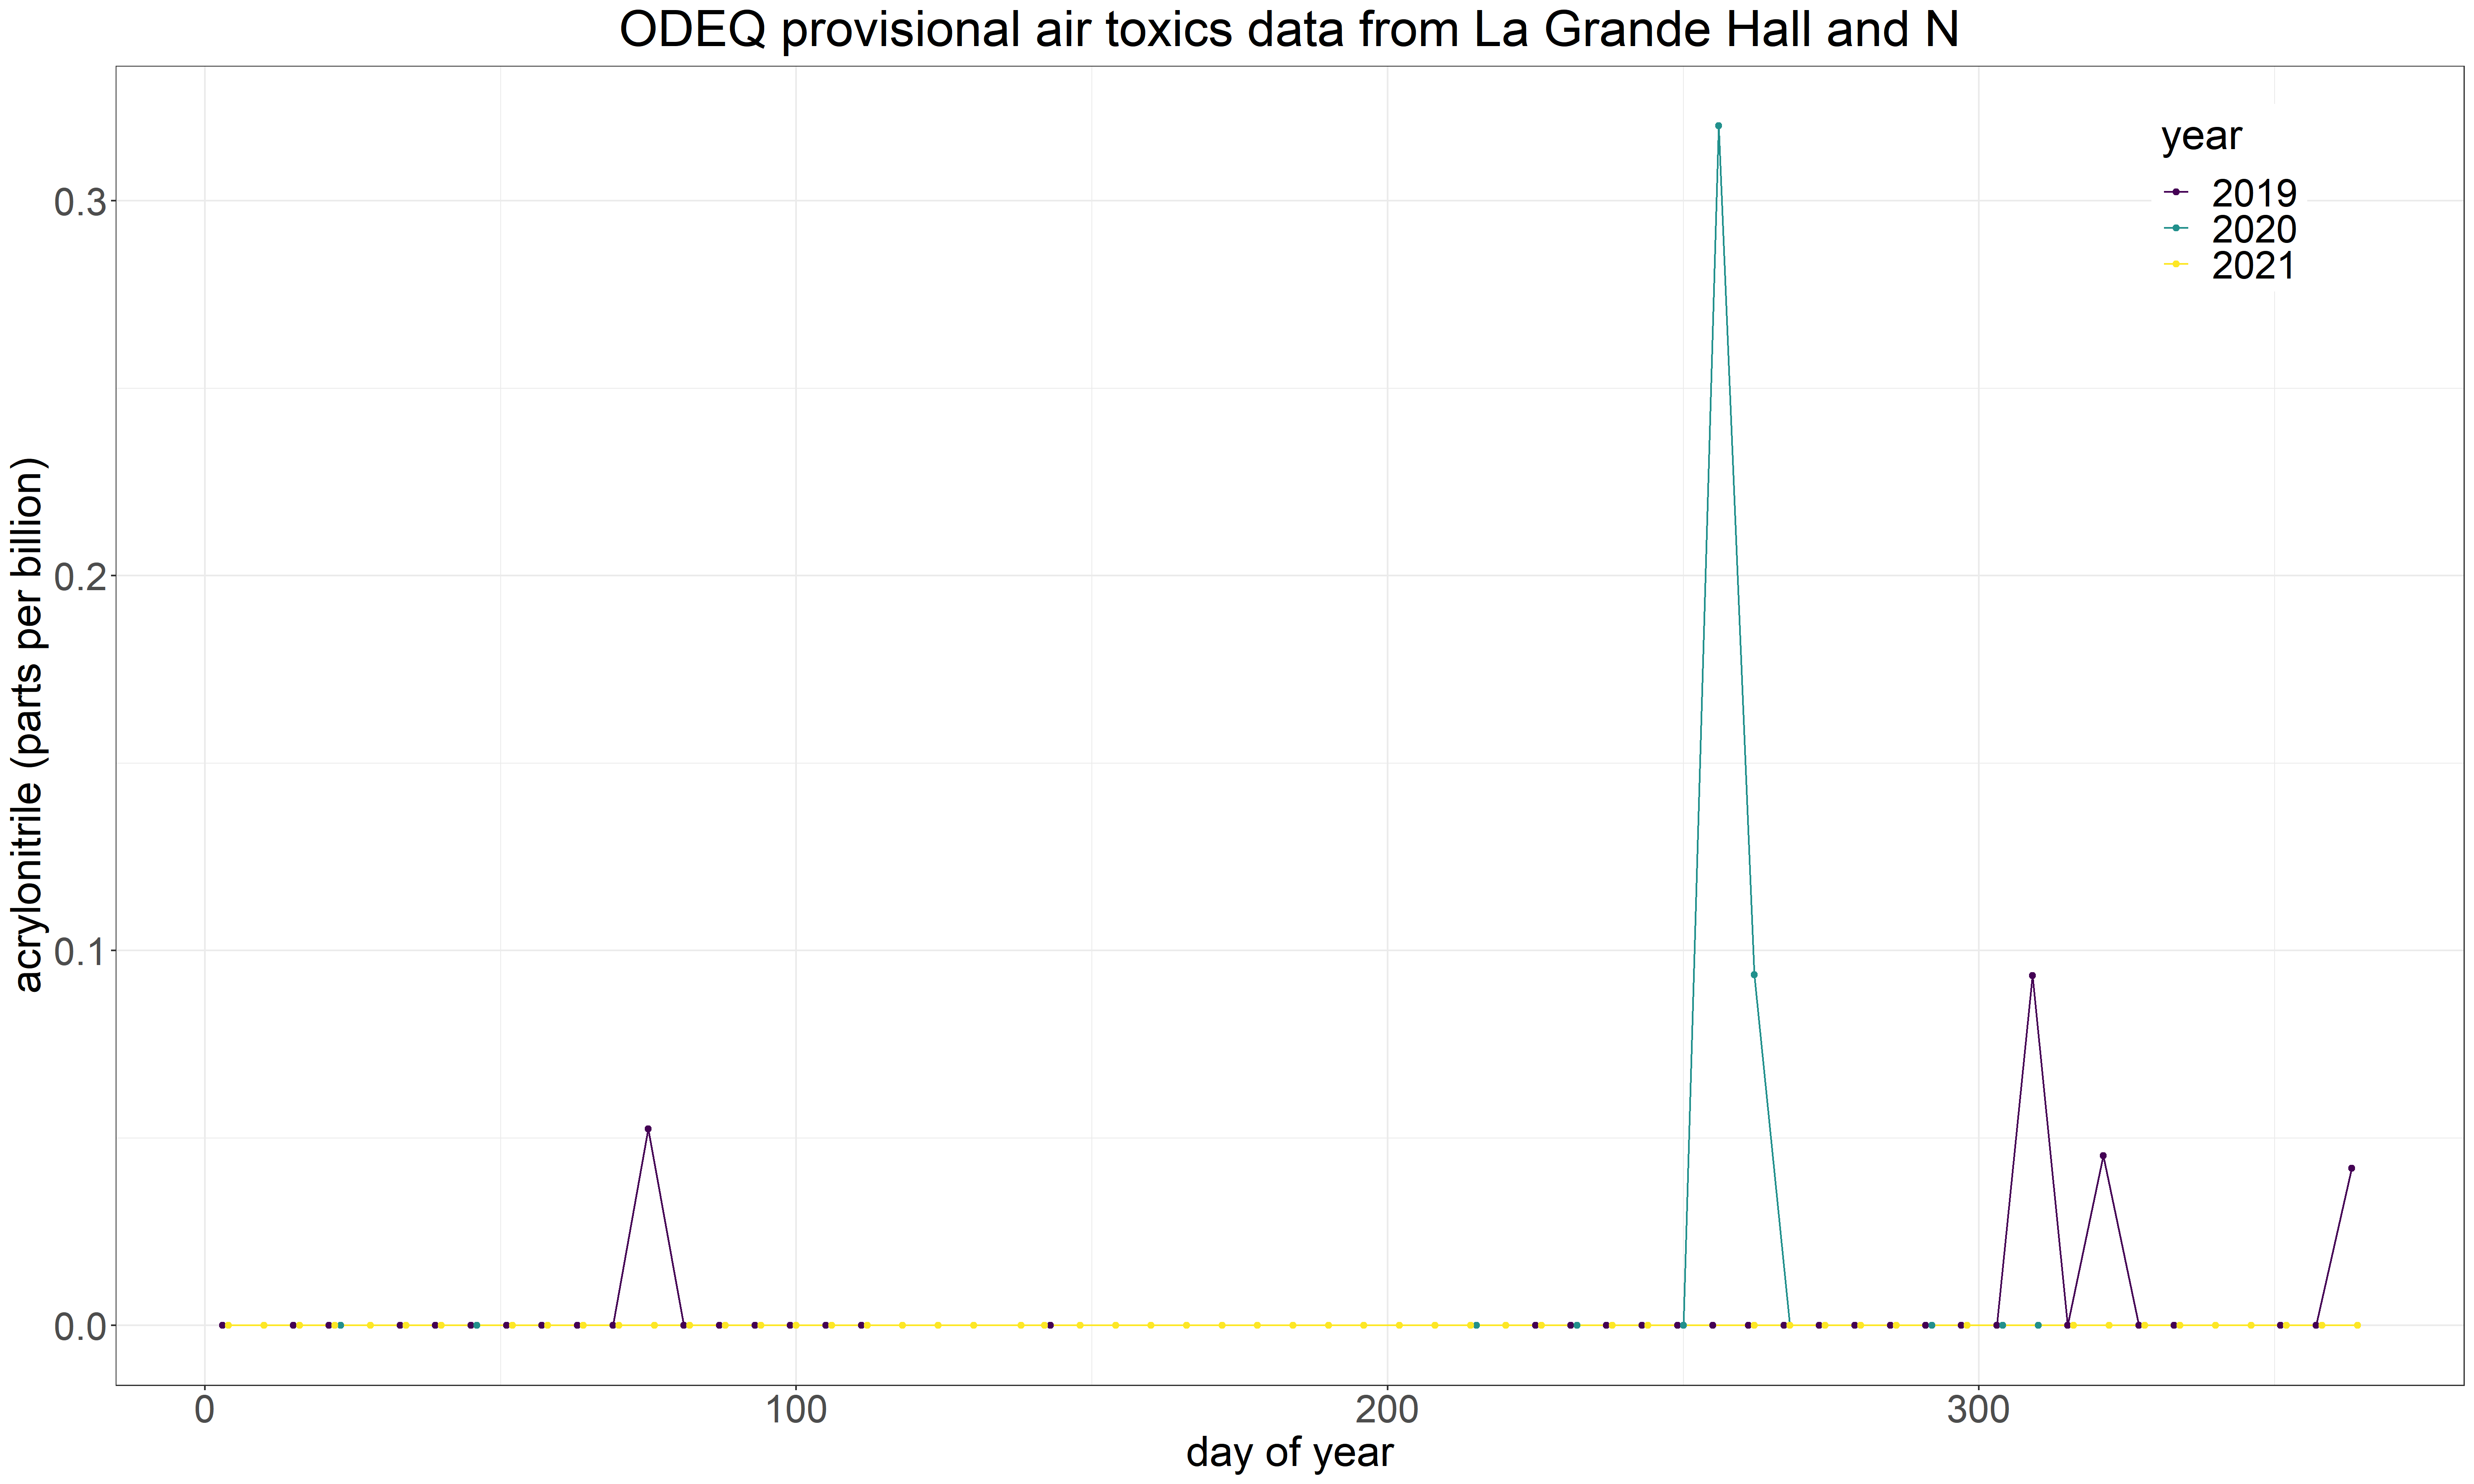 ODEQ provisional air toxics data from La Grande Hall and N
year
2019
2020
2021
acrylonitrile (parts per billion)
0.3
0.2
0.1
0.0
0 100 200 300
day of year